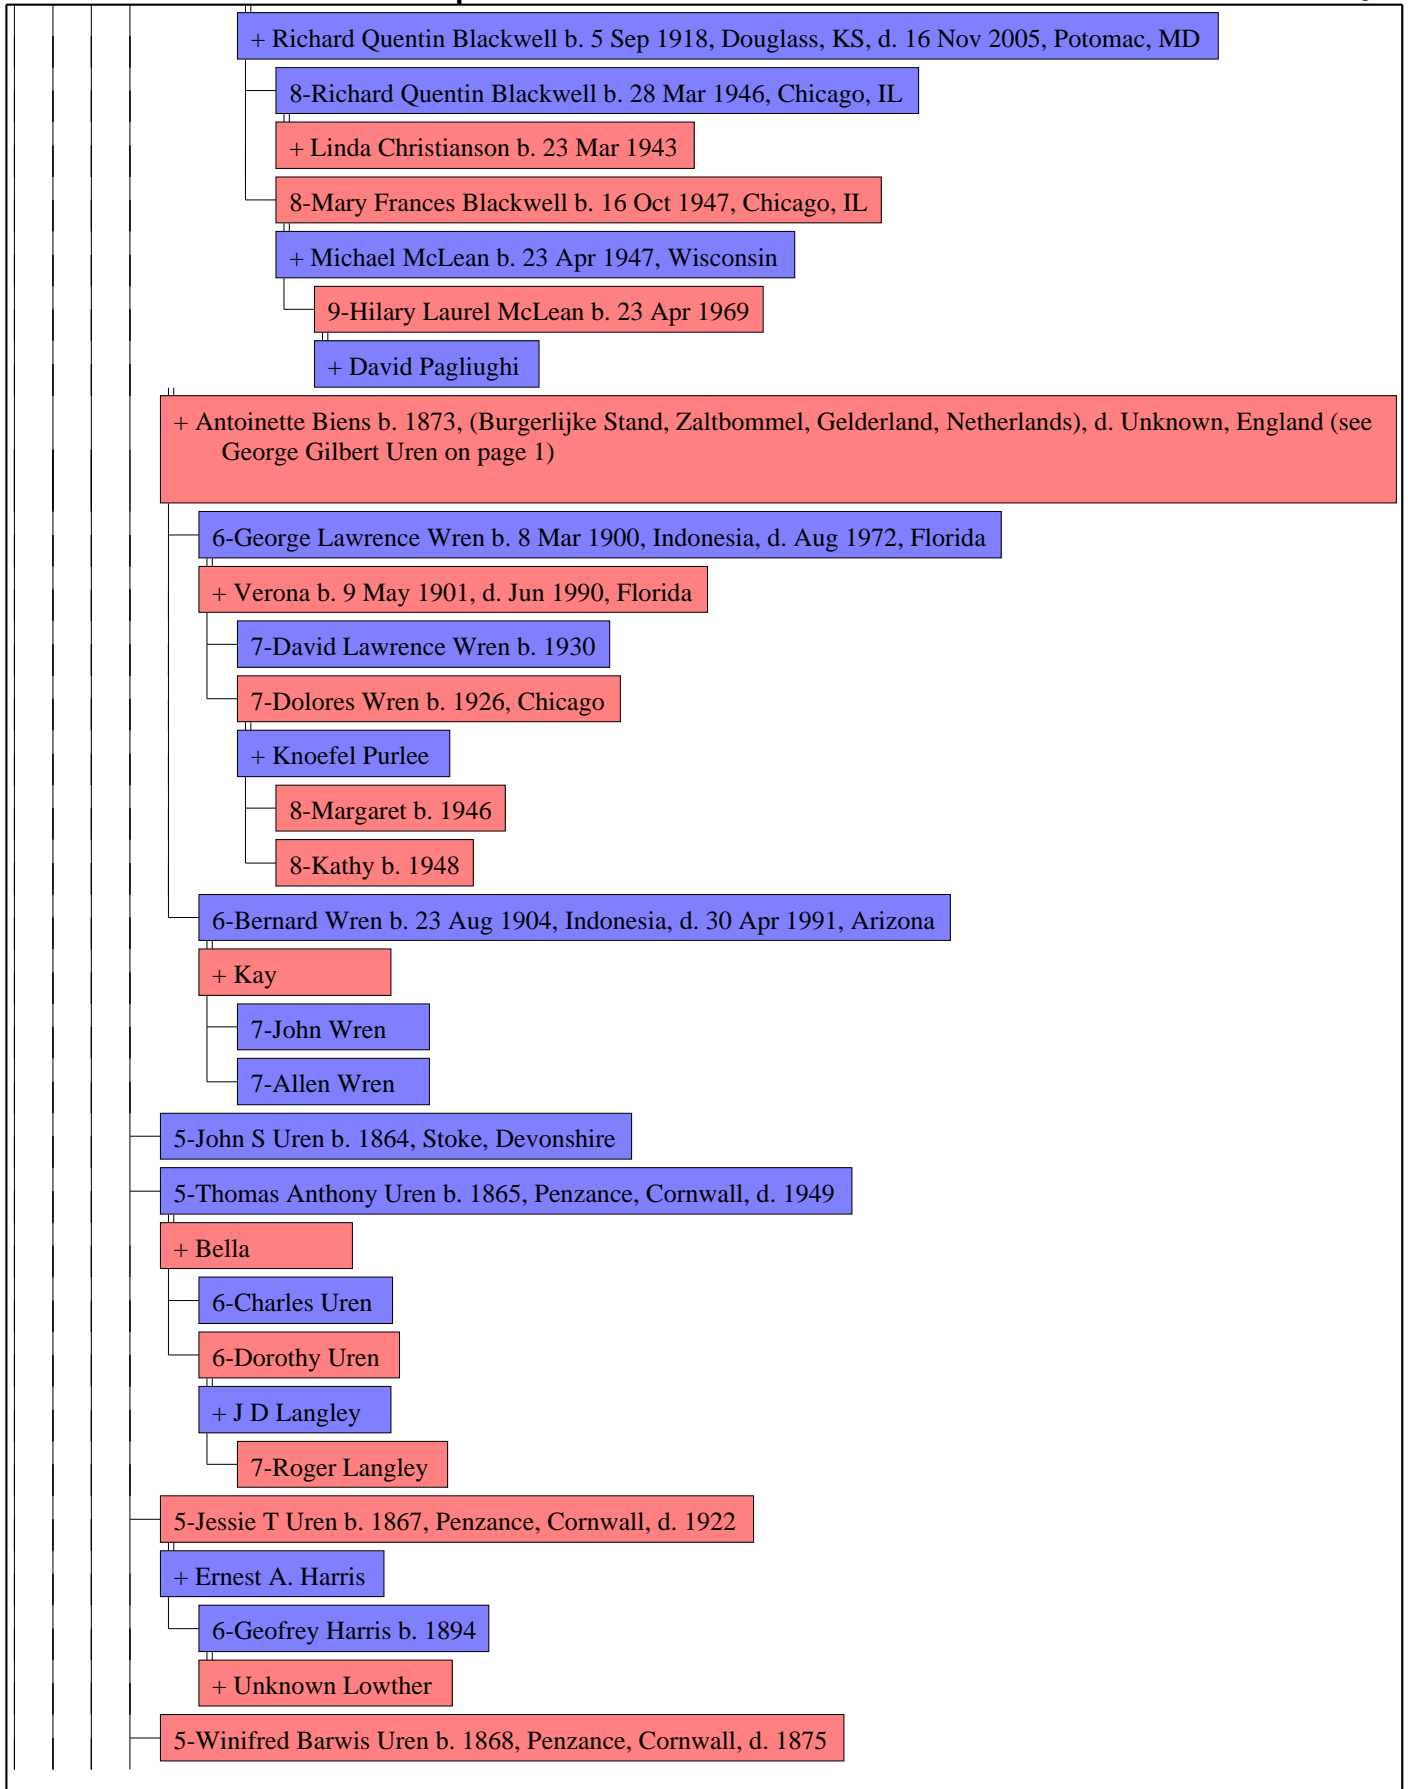 + Richard Quentin Blackwell b. 5 Sep 1918, Douglass, KS, d. 16 Nov 2005, Potomac, MD
8-Richard Quentin Blackwell b. 28 Mar 1946, Chicago, IL
+ Linda Christianson b. 23 Mar 1943
8-Mary Frances Blackwell b. 16 Oct 1947, Chicago, IL
+ Michael McLean b. 23 Apr 1947, Wisconsin
9-Hilary Laurel McLean b. 23 Apr 1969
+ David Pagliughi
+ Antoinette Biens b. 1873, (Burgerlijke Stand, Zaltbommel, Gelderland, Netherlands), d. Unknown, England (see
George Gilbert Uren on page 1)
6-George Lawrence Wren b. 8 Mar 1900, Indonesia, d. Aug 1972, Florida
+ Verona b. 9 May 1901, d. Jun 1990, Florida
7-David Lawrence Wren b. 1930
7-Dolores Wren b. 1926, Chicago
+ Knoefel Purlee
8-Margaret b. 1946
8-Kathy b. 1948
6-Bernard Wren b. 23 Aug 1904, Indonesia, d. 30 Apr 1991, Arizona
+ Kay
7-John Wren
7-Allen Wren
5-John S Uren b. 1864, Stoke, Devonshire
5-Thomas Anthony Uren b. 1865, Penzance, Cornwall, d. 1949
+ Bella
6-Charles Uren
6-Dorothy Uren
+ J D Langley
7-Roger Langley
5-Jessie T Uren b. 1867, Penzance, Cornwall, d. 1922
+ Ernest A. Harris
6-Geofrey Harris b. 1894
+ Unknown Lowther
5-Winifred Barwis Uren b. 1868, Penzance, Cornwall, d. 1875